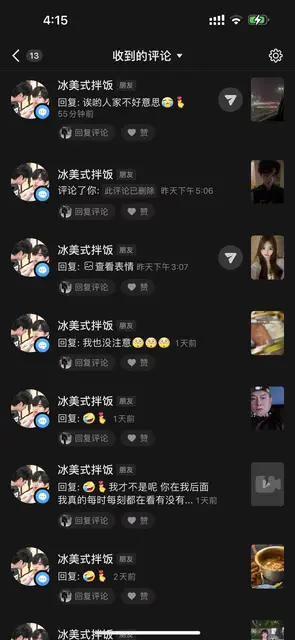 4:15
13
收到的评论
冰美式拌饭 朋友
回复: 诶哟人家不好意思🤣🫰
55分钟前
回复评论 赞
冰美式拌饭 朋友
评论了你: 此评论已删除 昨天下午5:06
回复评论 赞
冰美式拌饭 朋友
回复: 查看表情 昨天下午3:07
回复评论 赞
冰美式拌饭 朋友
回复: 我也没注意 1天前
回复评论 赞
冰美式拌饭 朋友
回复: 🤣🫰 1天前
回复评论 赞
冰美式拌饭 朋友
回复: 🤣🫰我才不是呢 你在我后面
我真的每时每刻都在看有没有... 1天前
回复评论 赞
冰美式拌饭 朋友
回复: 🤣🫰 2天前
回复评论 赞
冰美式拌饭 朋友